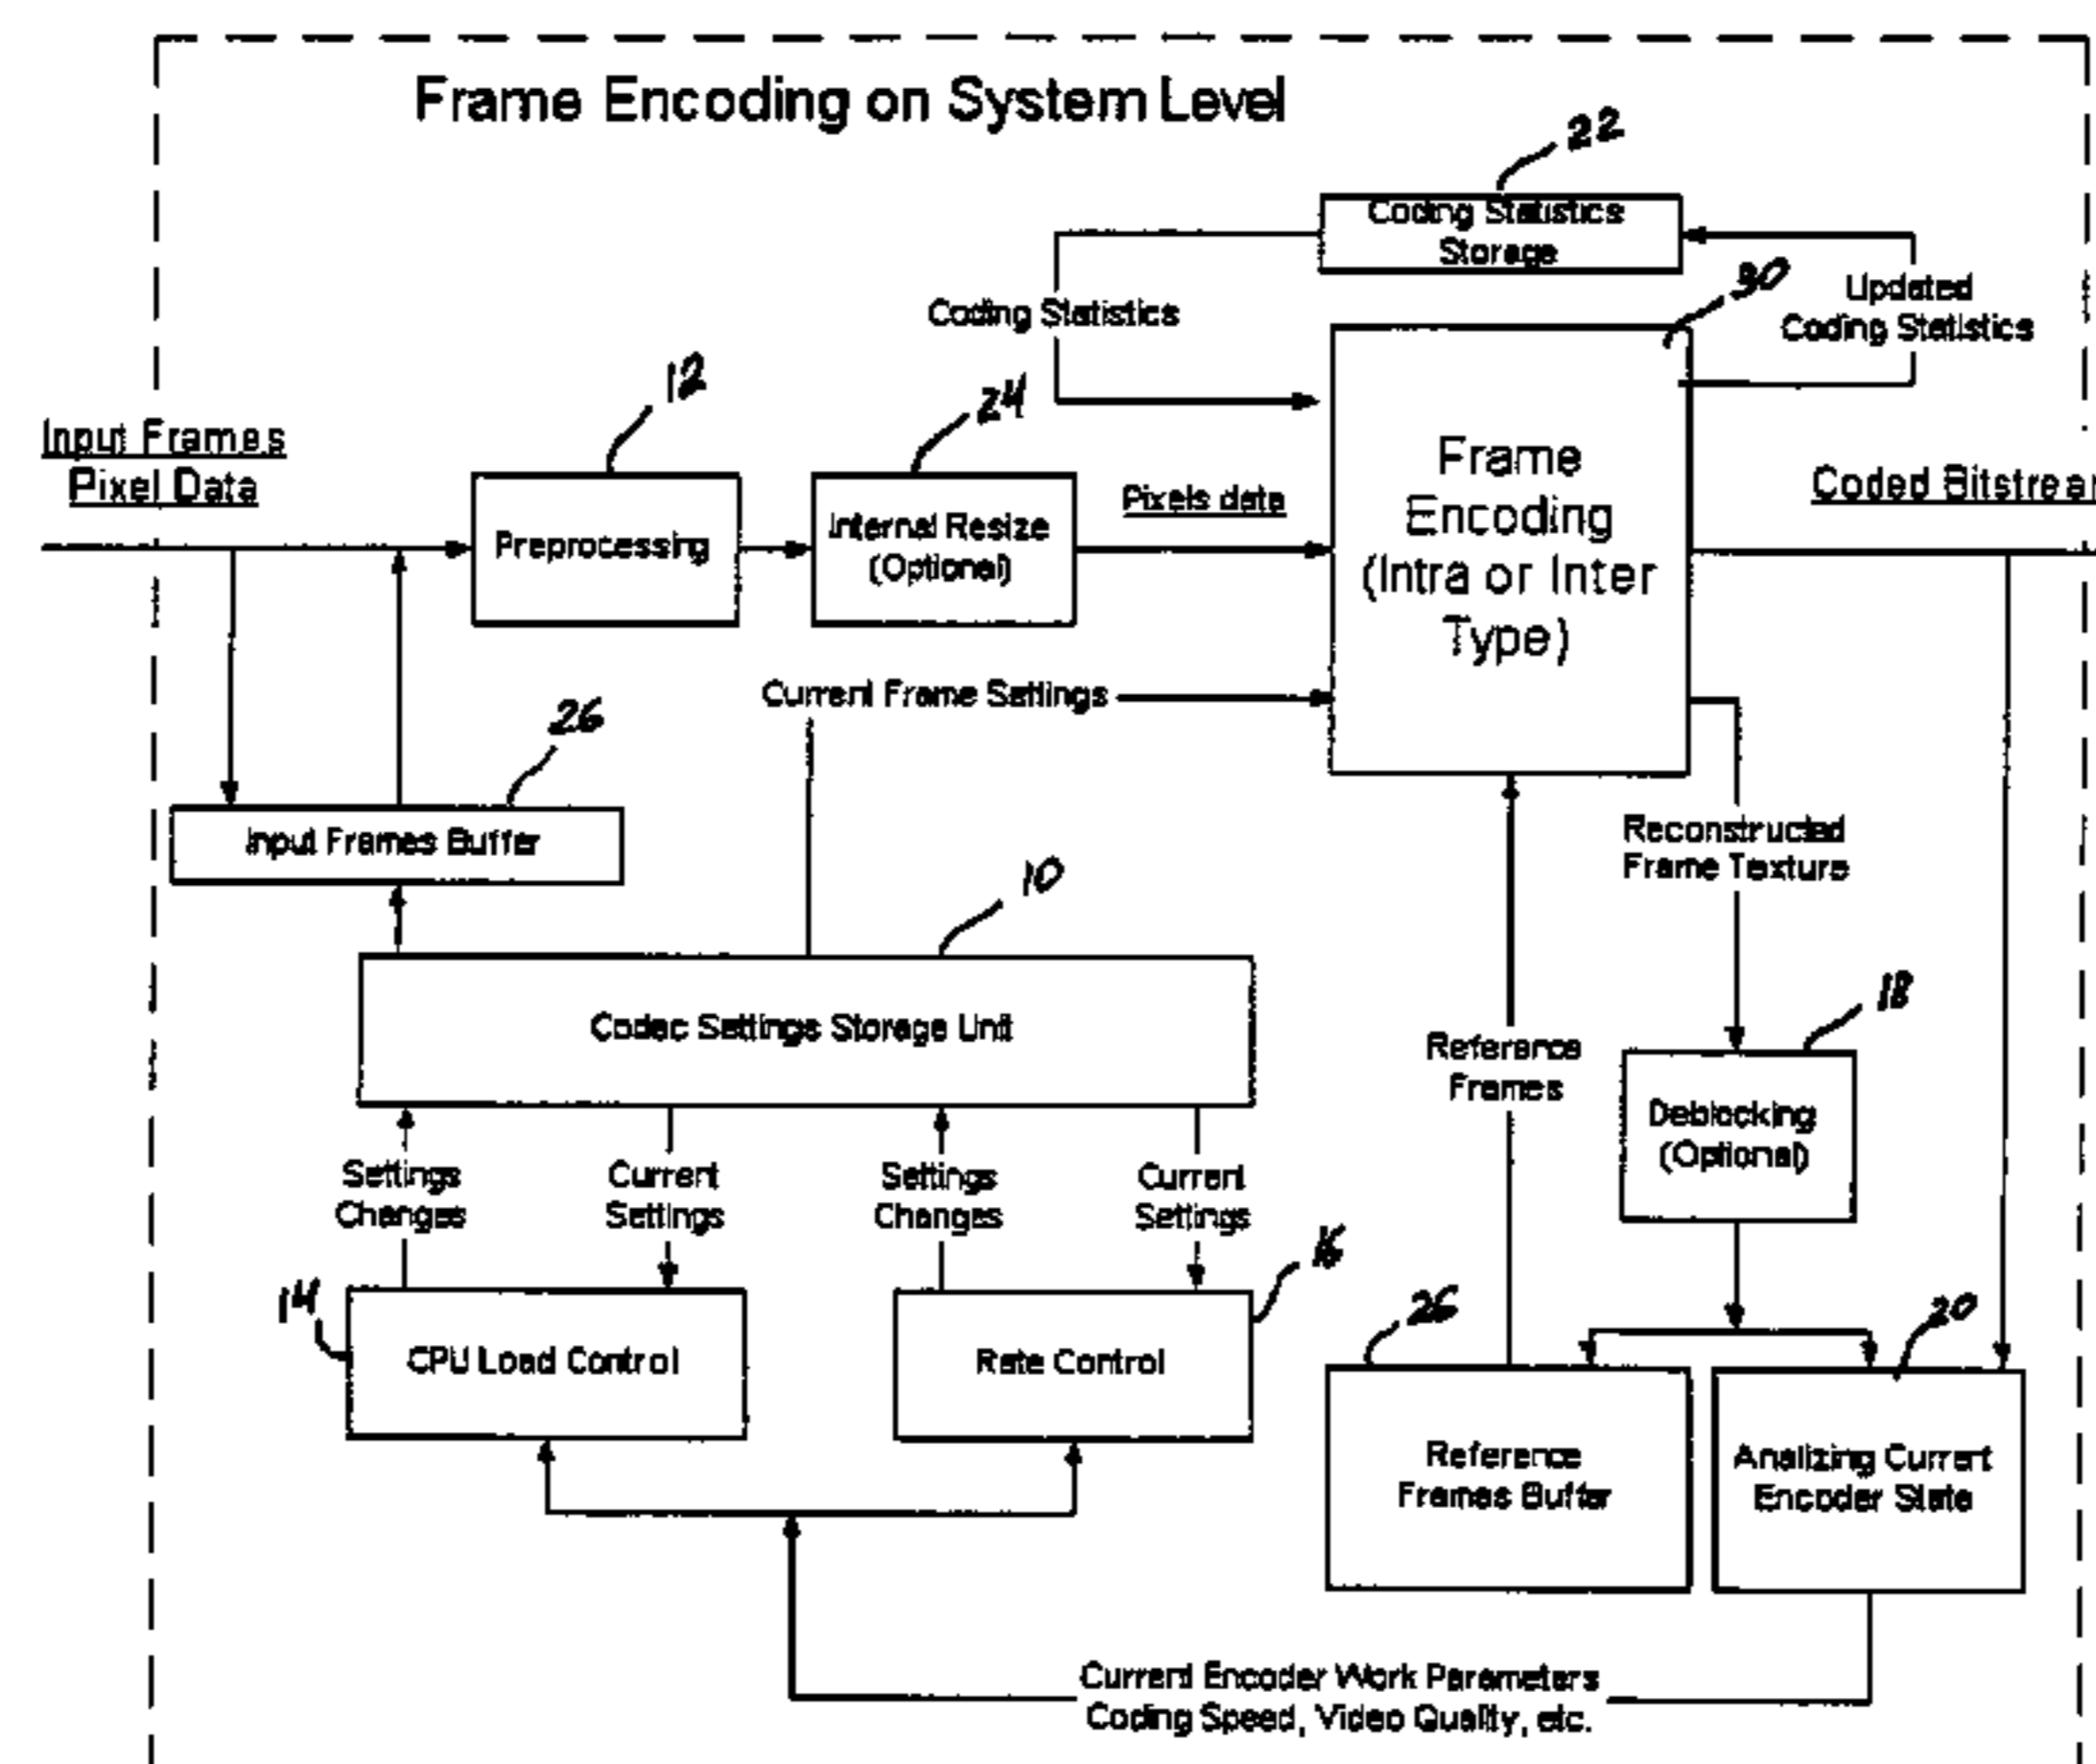 Frame Encoding on System Level
22
Coding Statistics
Storage
30
Updated
Coding Statistics
Coding Statistics
12
24
Input Frames
Pixel Data
Preprocessing
Internal Resize
(Optional)
Pixels data
Frame
Encoding
(Intra or Inter
Type)
Coded Bitstream
Current Frame Settings
26
Input Frames Buffer
Reconstructed
Frame Texture
10
Codec Settings Storage Unit
Reference
Frames
18
Deblocking
(Optional)
Settings
Changes
Current
Settings
Settings
Changes
Current
Settings
14
CPU Load Control
16
Rate Control
26
Reference
Frames Buffer
20
Analizing Current
Encoder State
Current Encoder Work Parameters
Coding Speed, Video Quality, etc.